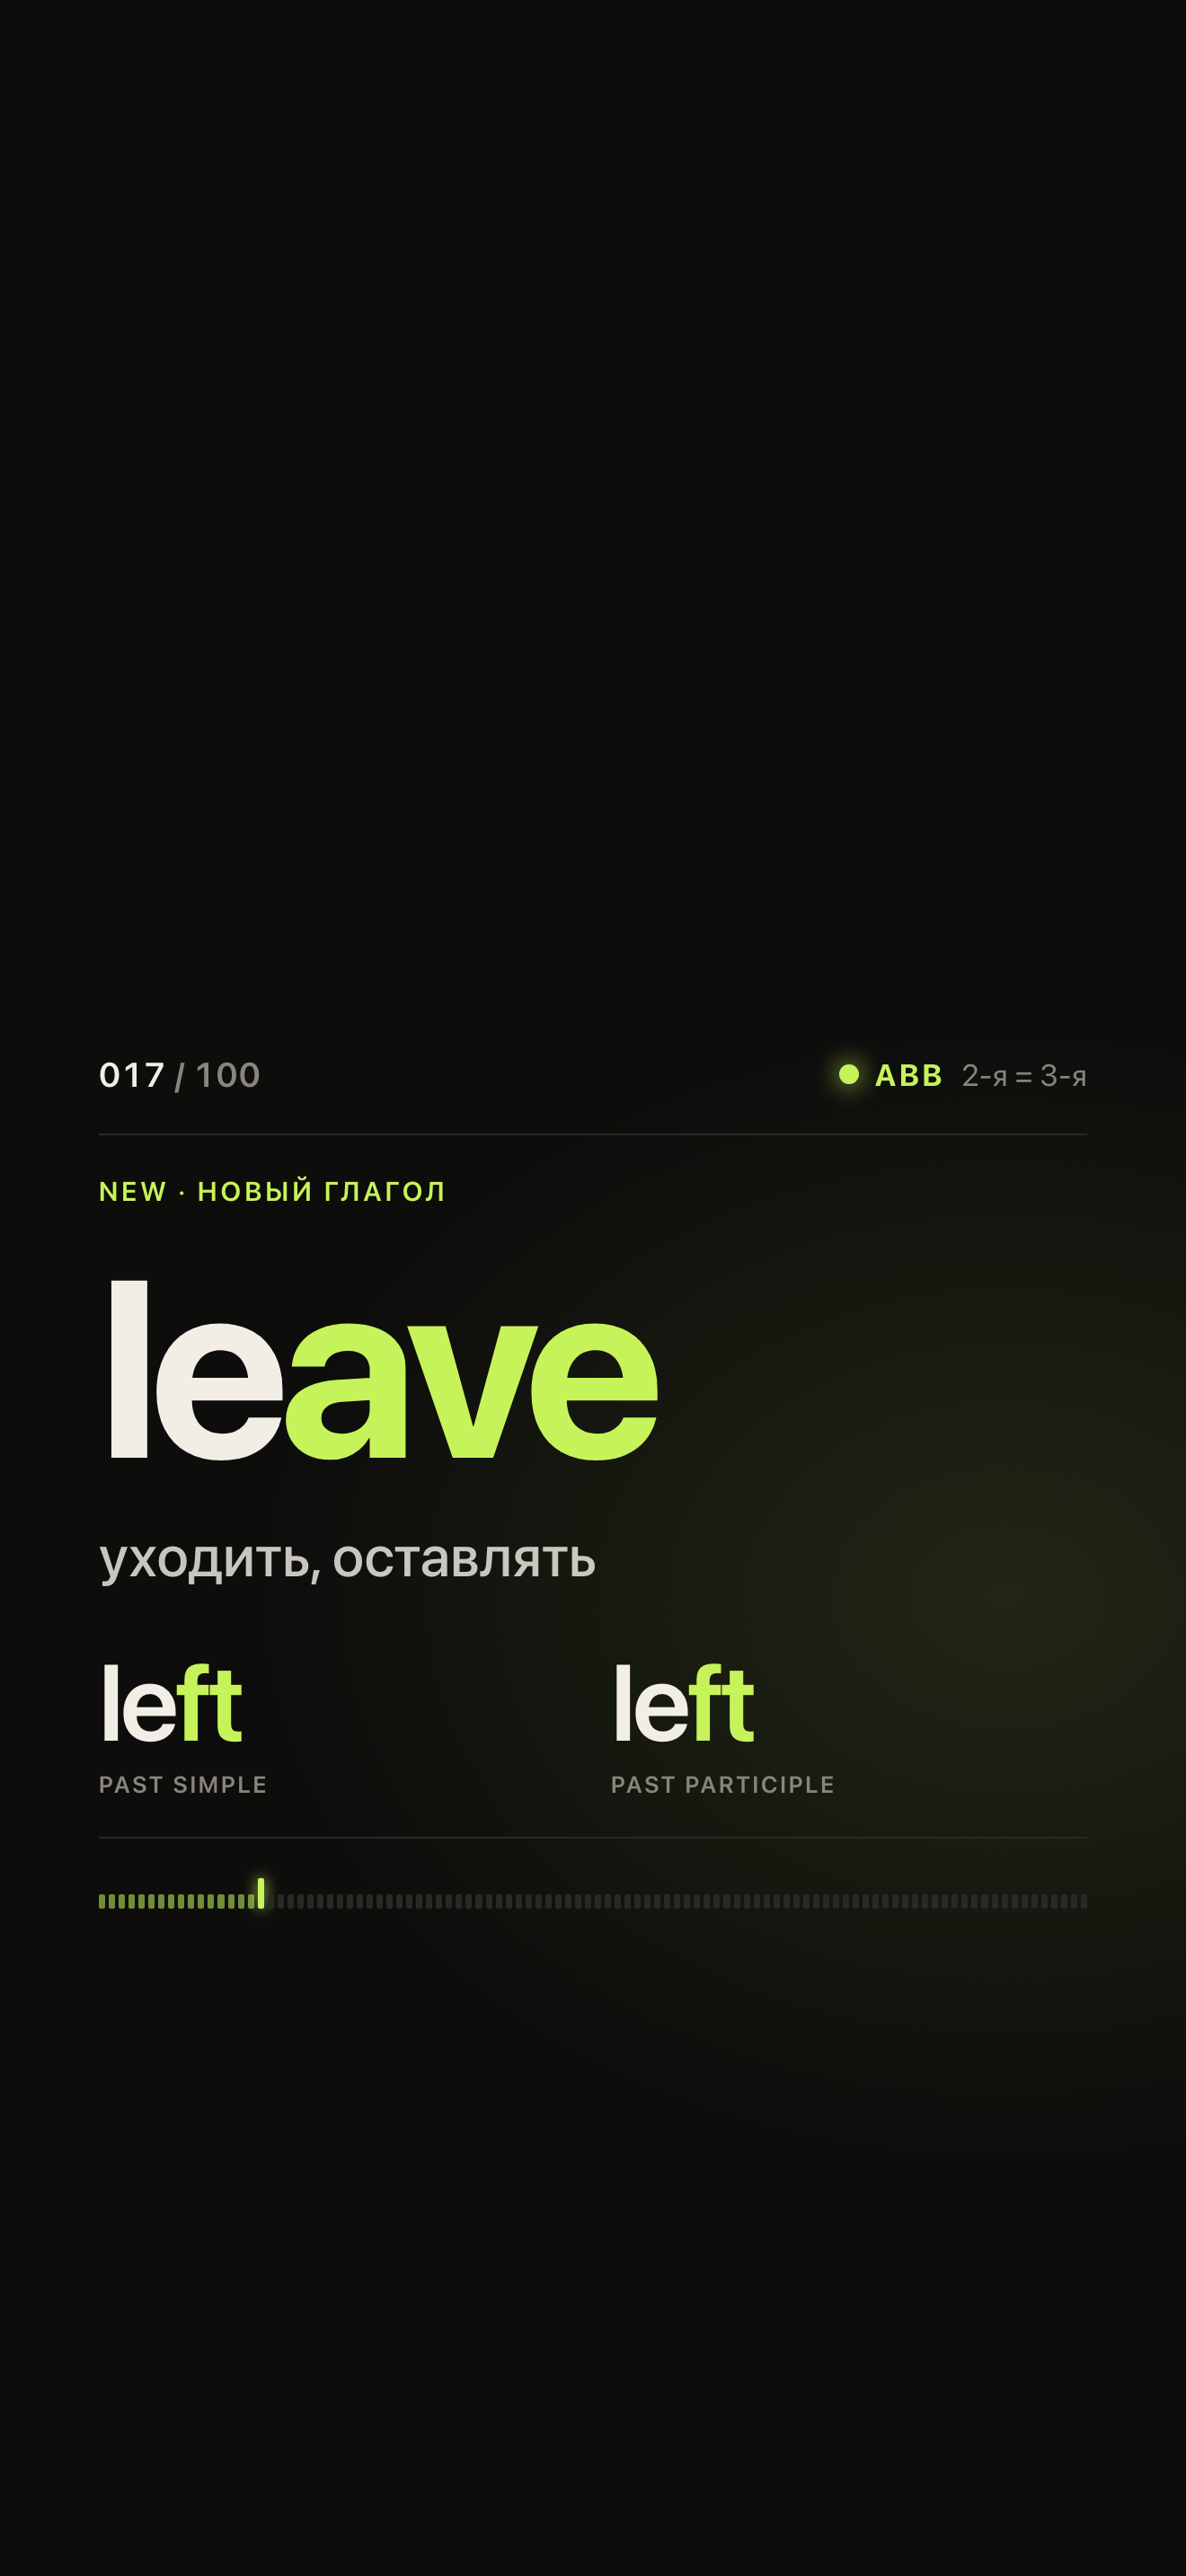 017 / 100
ABB 2-я = 3-я
NEW · НОВЫЙ ГЛАГОЛ
leave
уходить, оставлять
left left
PAST SIMPLE PAST PARTICIPLE